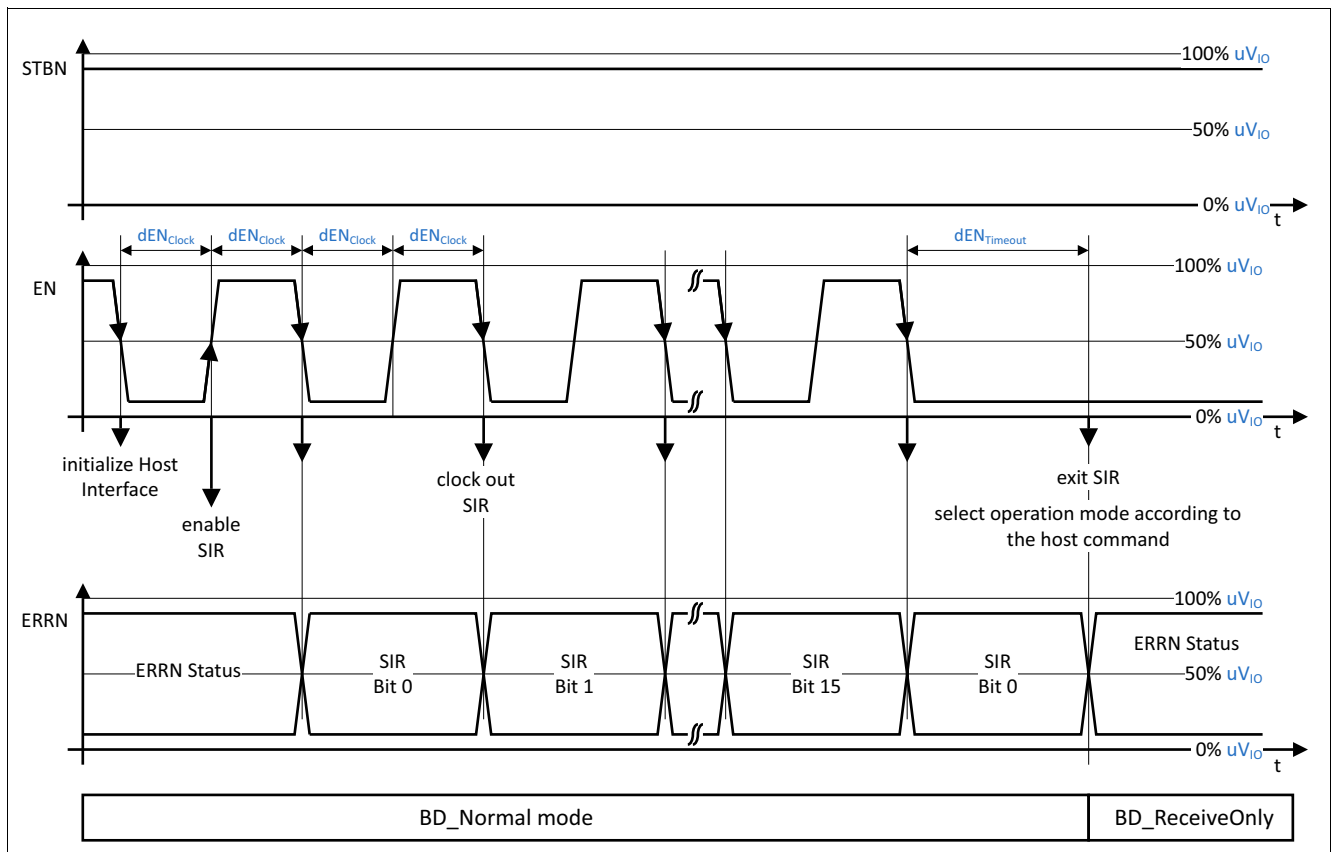 STBN
100% uVIO
50% uVIO
0% uVIO
t
dENClock dENClock dENClock dENClock dENTimeout
EN
100% uVIO
50% uVIO
0% uVIO
t
initialize Host
Interface
enable
SIR
clock out
SIR
exit SIR
select operation mode according to
the host command
ERRN
100% uVIO
ERRN Status
SIR
Bit 0
SIR
Bit 1
SIR
Bit 15
SIR
Bit 0
ERRN Status
50% uVIO
0% uVIO
t
BD_Normal mode
BD_ReceiveOnly